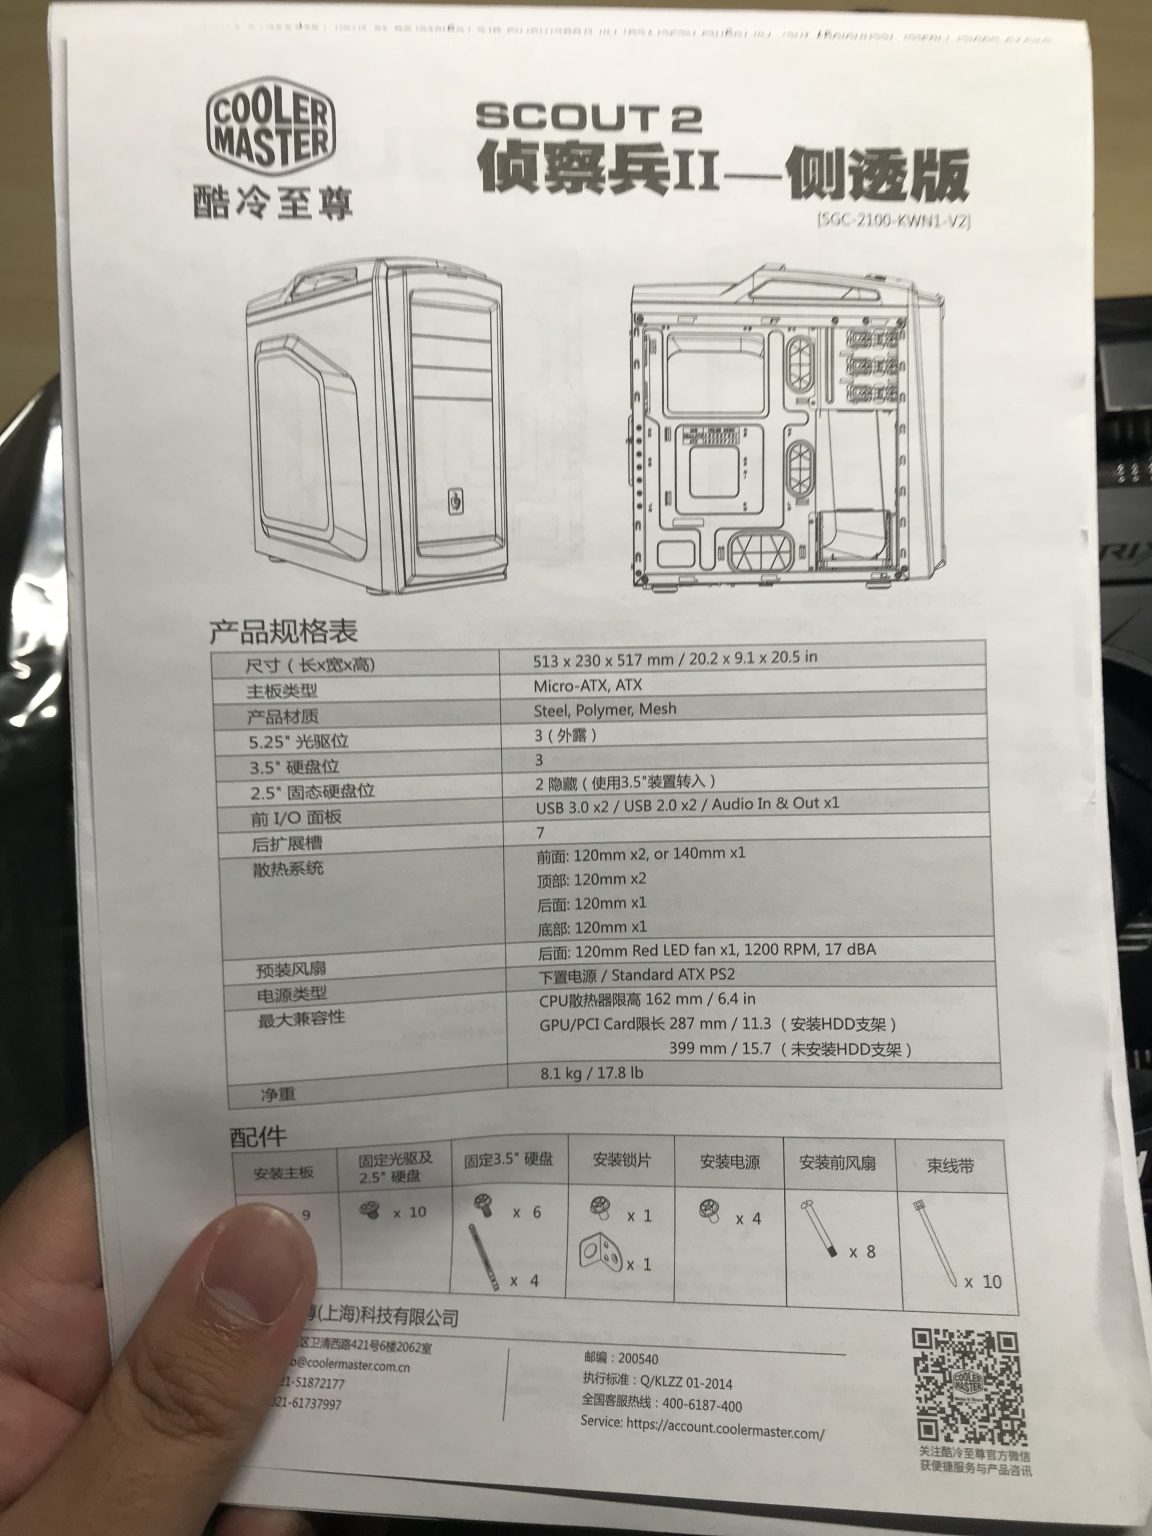 COOLER
MASTER
酷冷至尊
SCOUT 2
侦察兵II—侧透版
[SGC-2100-KWN1-V2]
产品规格表
尺寸（长x宽x高) 513 x 230 x 517 mm / 20.2 x 9.1 x 20.5 in
主板类型 Micro-ATX, ATX
产品材质 Steel, Polymer, Mesh
5.25" 光驱位 3（外露）
3.5" 硬盘位 3
2.5" 固态硬盘位 2 隐藏（使用3.5"装置转入）
前 I/O 面板 USB 3.0 x2 / USB 2.0 x2 / Audio In & Out x1
后扩展槽 7
散热系统 前面: 120mm x2, or 140mm x1
顶部: 120mm x2
后面: 120mm x1
底部: 120mm x1
预装风扇 后面: 120mm Red LED fan x1, 1200 RPM, 17 dBA
电源类型 下置电源 / Standard ATX PS2
最大兼容性 CPU散热器限高 162 mm / 6.4 in
GPU/PCI Card限长 287 mm / 11.3（安装HDD支架）
399 mm / 15.7（未安装HDD支架）
净重 8.1 kg / 17.8 lb
配件
安装主板 固定光驱及 2.5" 硬盘 固定3.5" 硬盘 安装锁片 安装电源 安装前风扇 束线带
9 x 10 x 6 x 1 x 4 x 8 x 10
x 4 x 1
(上海)科技有限公司
区卫清西路421号6楼2062室
@coolermaster.com.cn
21-51872177
021-61737997
邮编：200540
执行标准：Q/KLZZ 01-2014
全国客服热线：400-6187-400
Service: https://account.coolermaster.com/
COOLER
MASTER
关注酷冷至尊官方微信
获便捷服务与产品咨讯